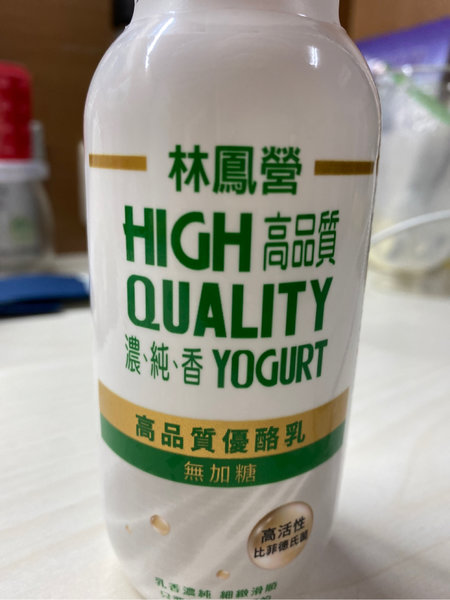 林鳳營
HIGH 高品質
QUALITY
濃、純、香 YOGURT
高品質優酪乳
無加糖
高活性
比菲德氏菌
乳香濃純 細緻滑順